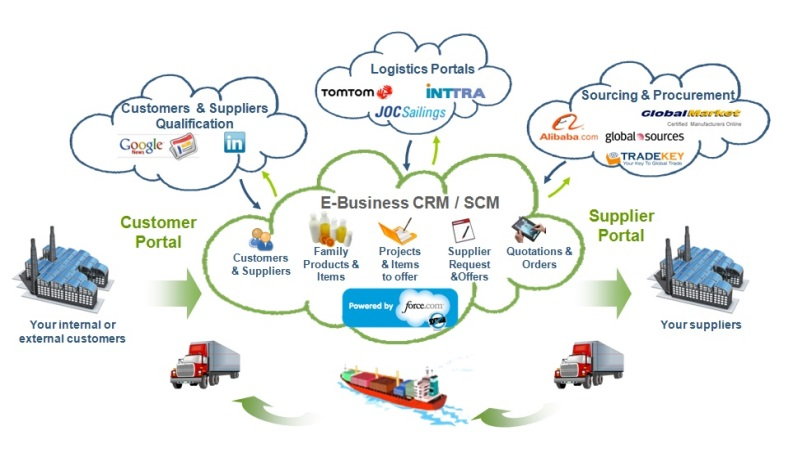 Logistics Portals
TOMTOM
INTTRA
JOCSailings
Customers & Suppliers
Qualification
Google
News
in
Sourcing & Procurement
GlobalMarket
Certified Manufacturers Online
Alibaba.com
global sources
TRADEKEY
Your Key To Global Trade
E-Business CRM / SCM
Customer
Portal
Supplier
Portal
Customers
& Suppliers
Family
Products &
Items
Projects
& Items
to offer
Supplier
Request
&Offers
Quotations &
Orders
Powered by force.com
Your internal or
external customers
Your suppliers